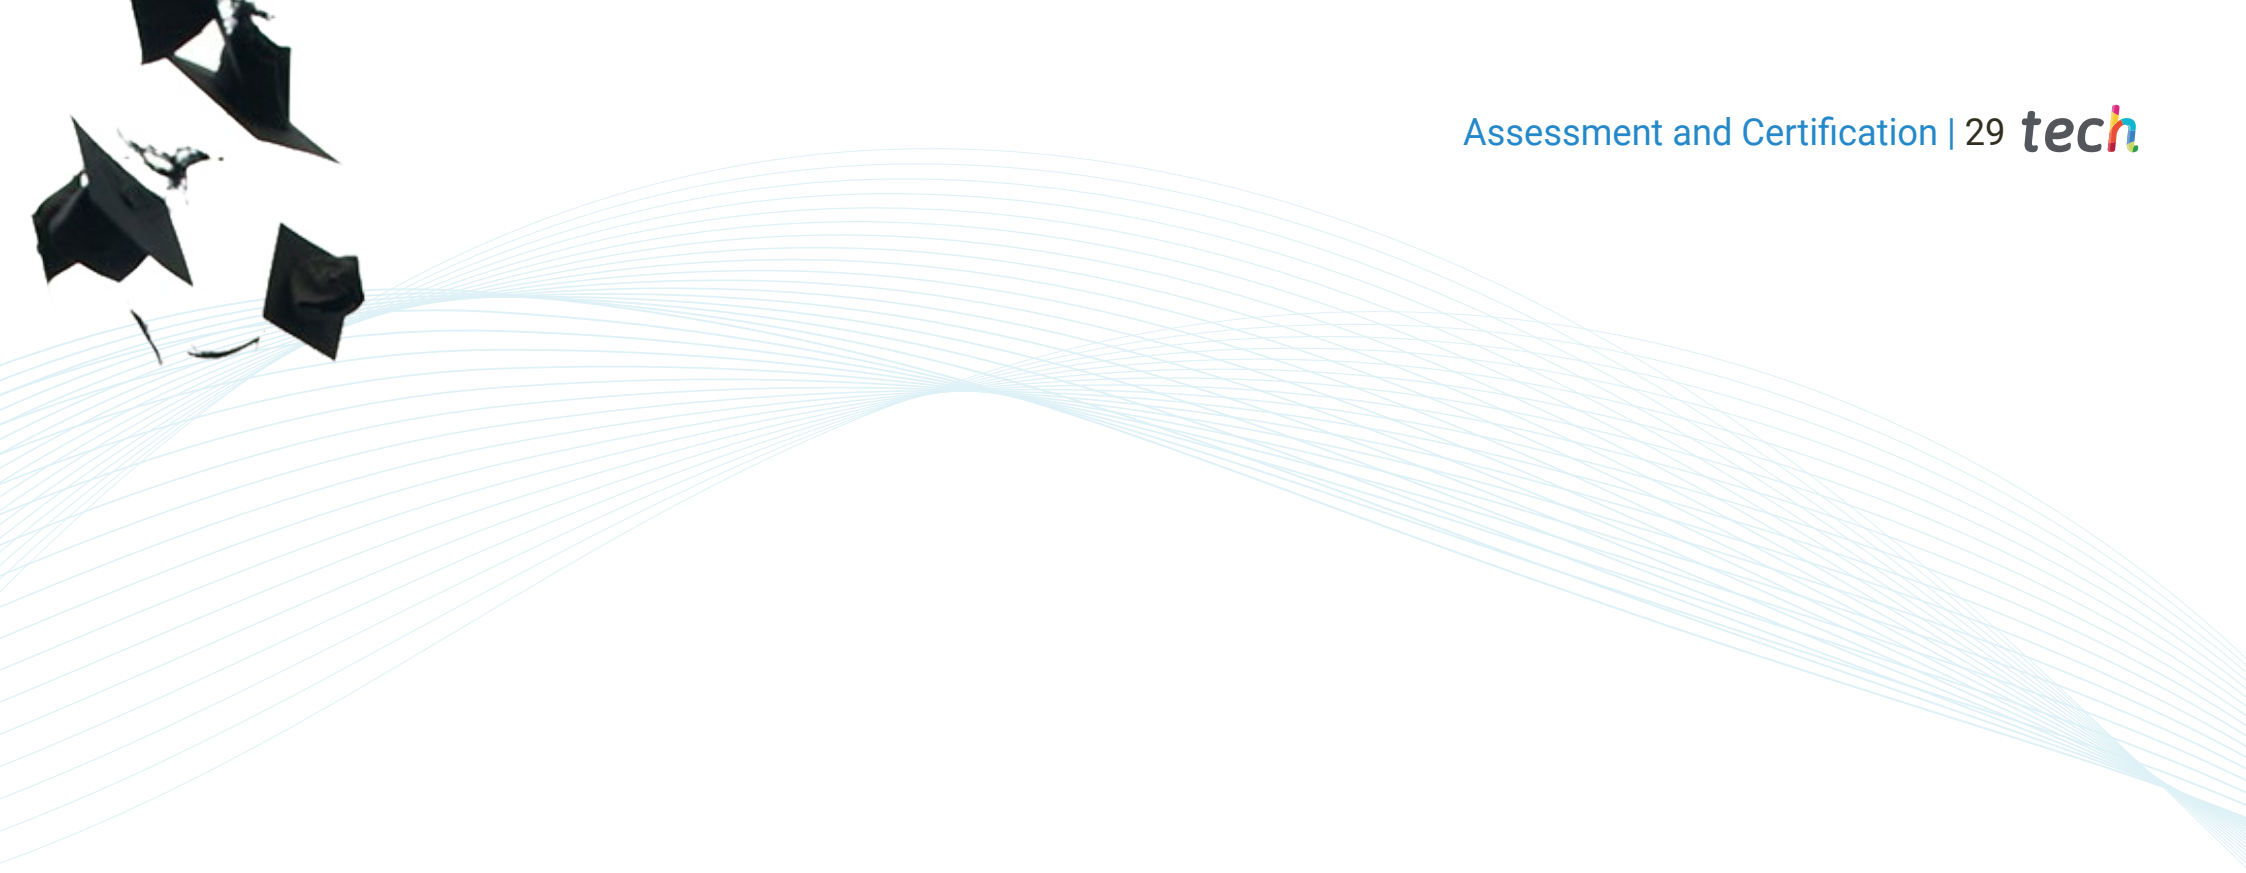 Assessment and Certification | 29 tech